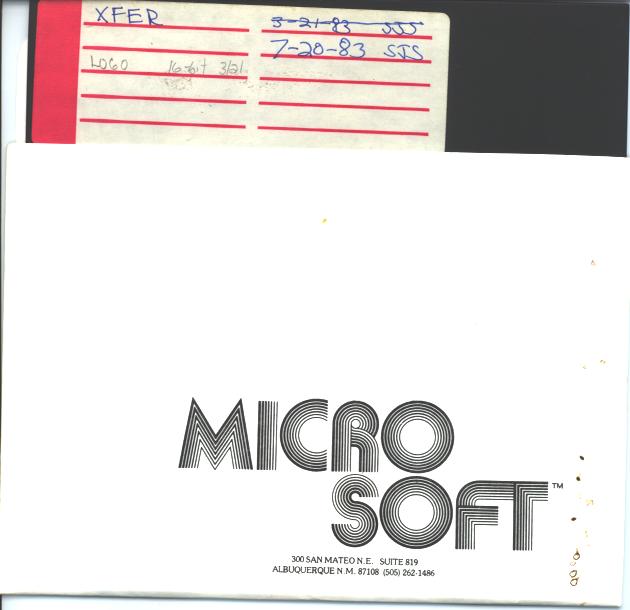 XFER 3-21-83 SJS
7-20-83 SJS
LOGO 16-bit 3/21
MICRO
SOFT™
300 SAN MATEO N.E. SUITE 819
ALBUQUERQUE N.M. 87108 (505) 262-1486